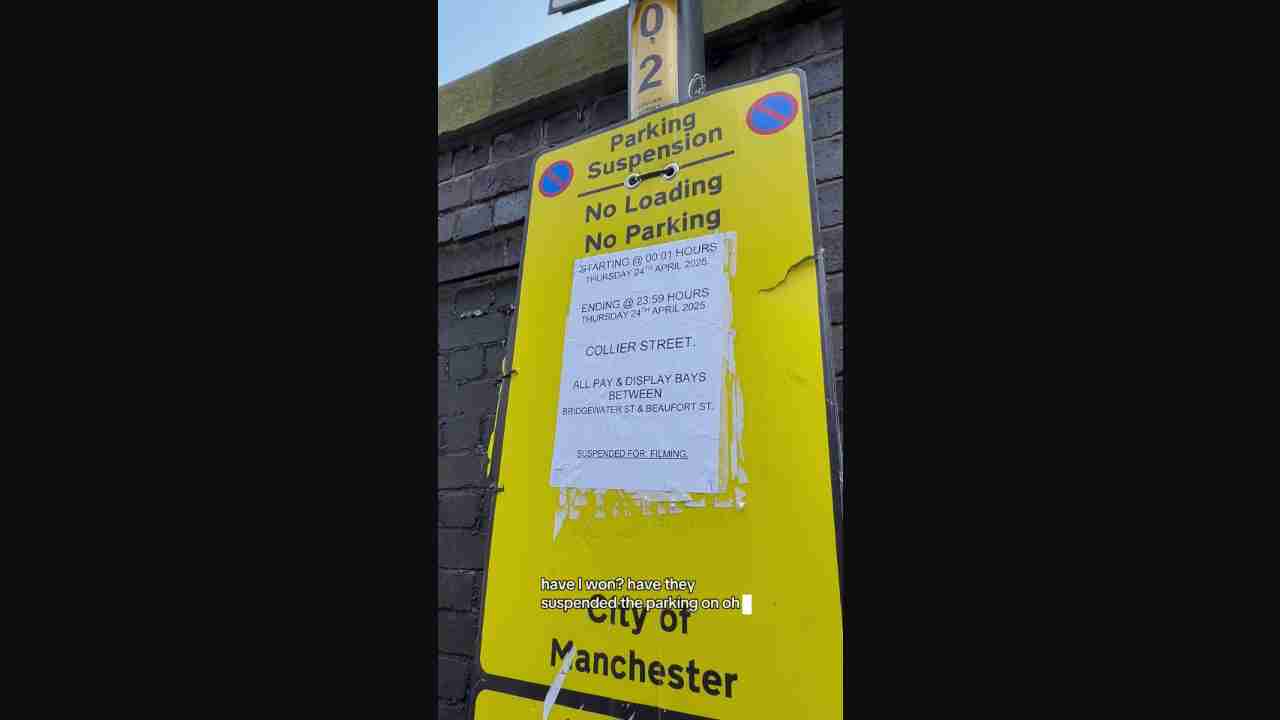 0
2
Parking
Suspension
No Loading
No Parking
STARTING @ 00:01 HOURS
THURSDAY 24TH APRIL 2025.
ENDING @ 23:59 HOURS
THURSDAY 24TH APRIL 2025
COLLIER STREET.
ALL PAY & DISPLAY BAYS
BETWEEN
BRIDGEWATER ST & BEAUFORT ST.
SUSPENDED FOR: FILMING.
have I won? have they
suspended the parking on oh
City of
Manchester